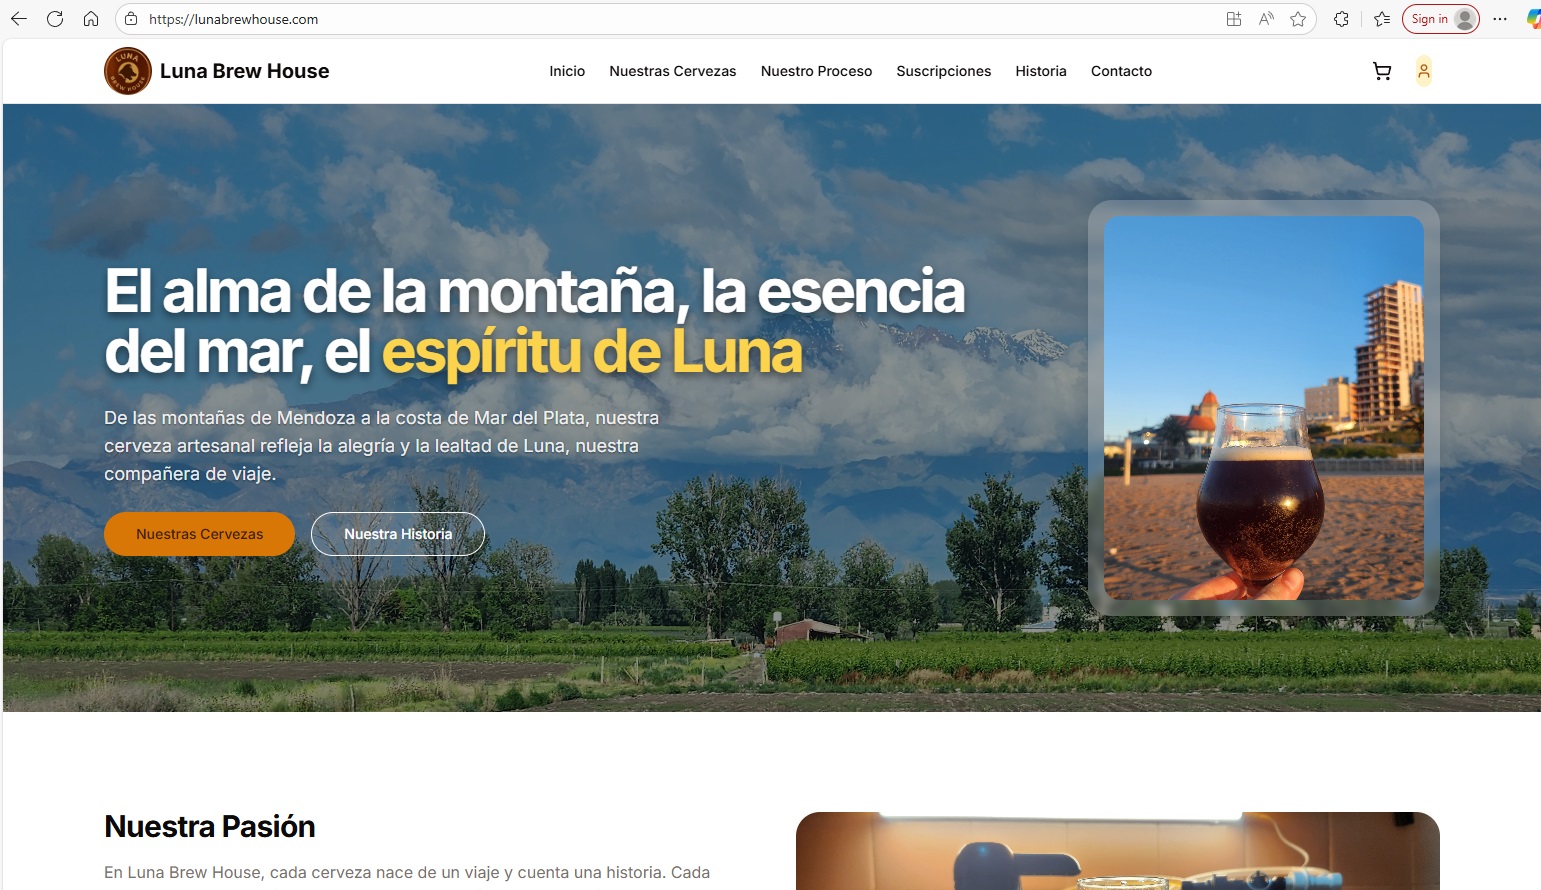 https://lunabrewhouse.com
Sign in
LUNA
BREW HOUSE
Luna Brew House
Inicio
Nuestras Cervezas
Nuestro Proceso
Suscripciones
Historia
Contacto
El alma de la montaña, la esencia
del mar, el espíritu de Luna
De las montañas de Mendoza a la costa de Mar del Plata, nuestra
cerveza artesanal refleja la alegría y la lealtad de Luna, nuestra
compañera de viaje.
Nuestras Cervezas
Nuestra Historia
Nuestra Pasión
En Luna Brew House, cada cerveza nace de un viaje y cuenta una historia. Cada